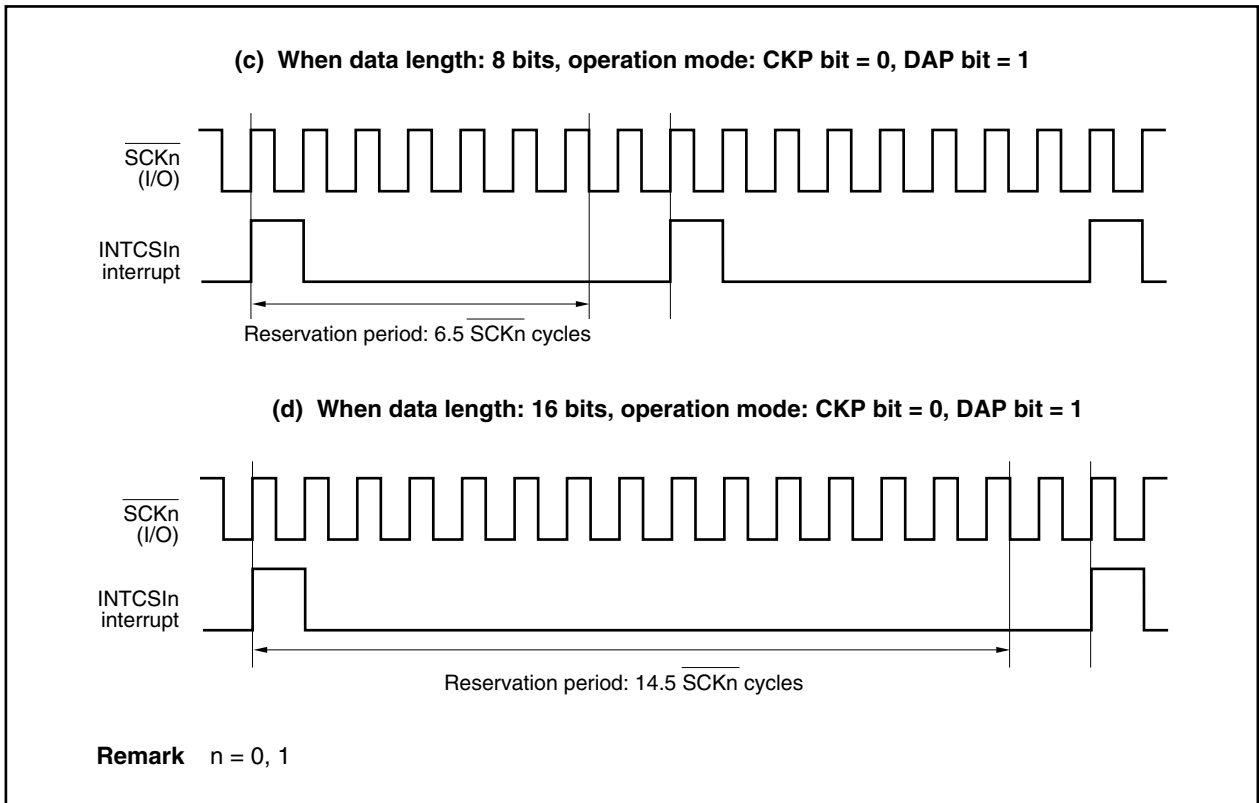 (c) When data length: 8 bits, operation mode: CKP bit = 0, DAP bit = 1
SCKn
(I/O)
INTCSIn
interrupt
Reservation period: 6.5 SCKn cycles
(d) When data length: 16 bits, operation mode: CKP bit = 0, DAP bit = 1
SCKn
(I/O)
INTCSIn
interrupt
Reservation period: 14.5 SCKn cycles
Remark n = 0, 1